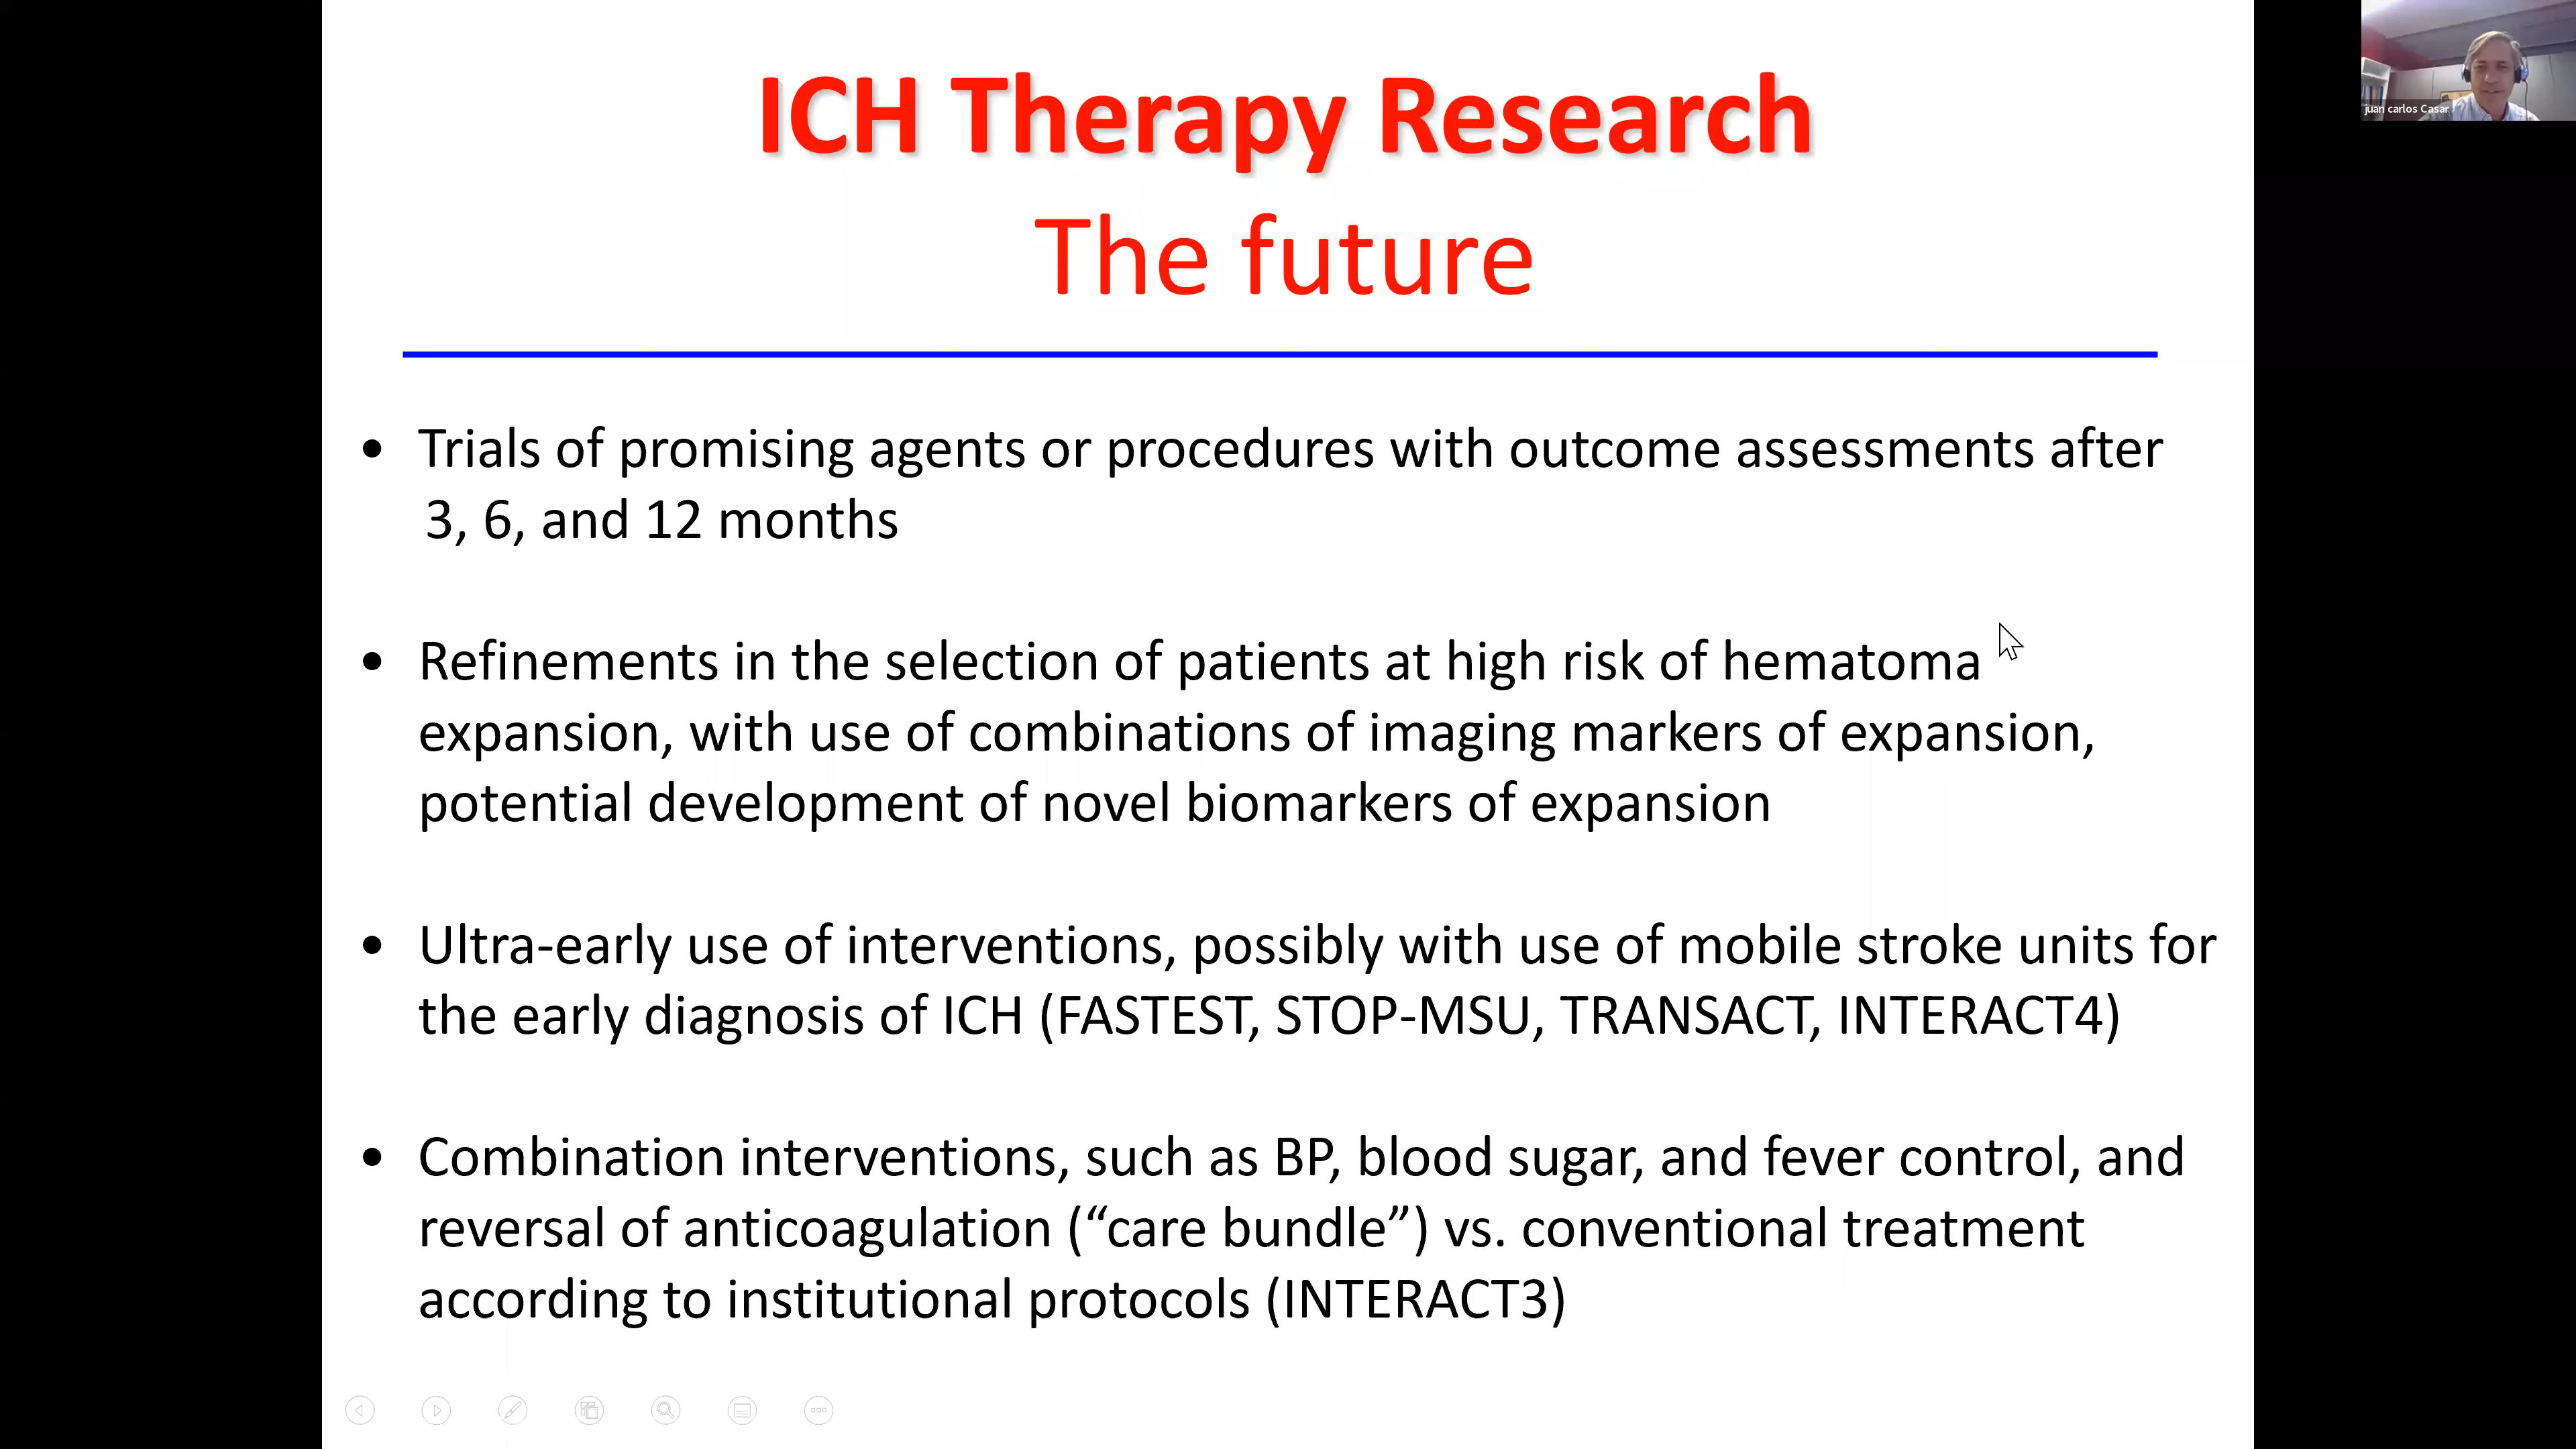 ICH Therapy Research
The future
• Trials of promising agents or procedures with outcome assessments after
3, 6, and 12 months
• Refinements in the selection of patients at high risk of hematoma
expansion, with use of combinations of imaging markers of expansion,
potential development of novel biomarkers of expansion
• Ultra-early use of interventions, possibly with use of mobile stroke units for
the early diagnosis of ICH (FASTEST, STOP-MSU, TRANSACT, INTERACT4)
• Combination interventions, such as BP, blood sugar, and fever control, and
reversal of anticoagulation (“care bundle”) vs. conventional treatment
according to institutional protocols (INTERACT3)
juan carlos Casar